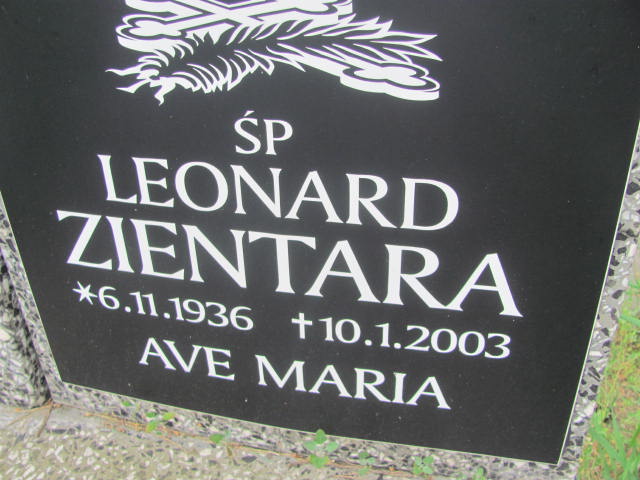 ŚP
LEONARD
ZIENTARA
*6.11.1936 †10.1.2003
AVE MARIA